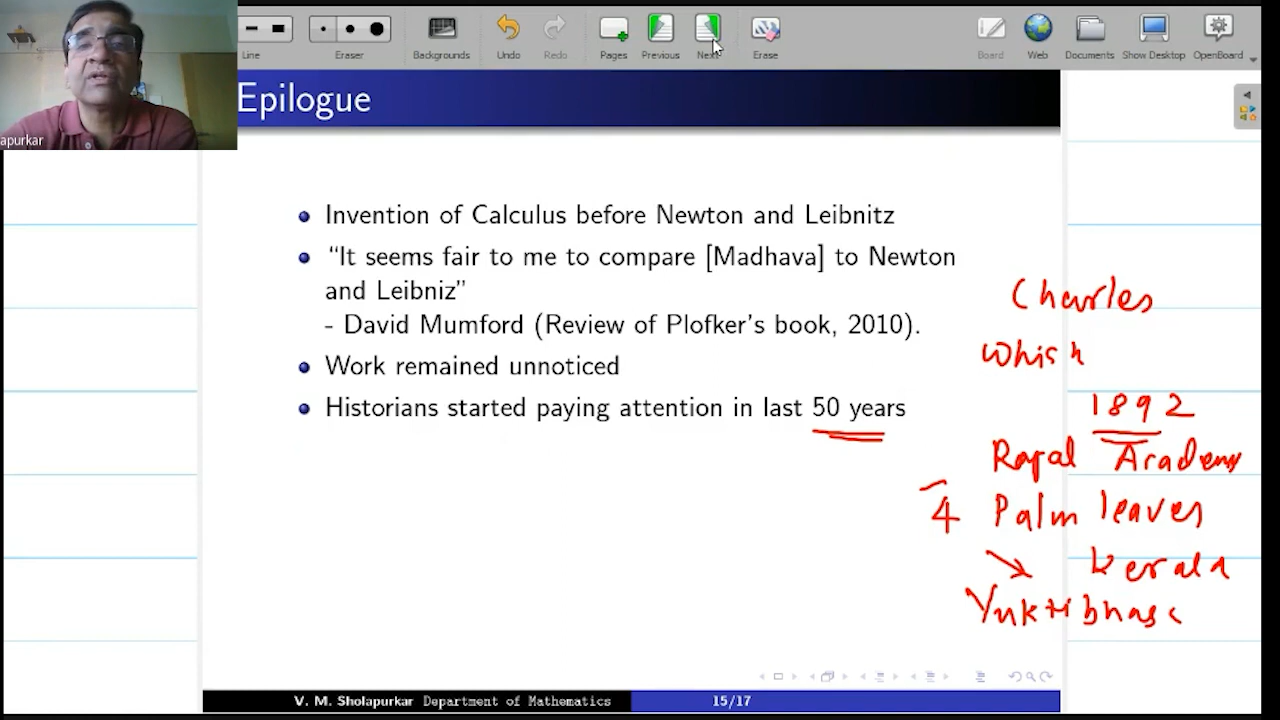 Line
Eraser
Backgrounds
Undo
Redo
Pages
Previous
Next
Erase
Board
Web
Documents
Show Desktop
OpenBoard
apurkar
Epilogue
Invention of Calculus before Newton and Leibnitz
“It seems fair to me to compare [Madhava] to Newton
and Leibniz”
- David Mumford (Review of Plofker's book, 2010).
Work remained unnoticed
Historians started paying attention in last 50 years
Charles
Whish
1892
Royal Academy
4 Palm leaves
Kerala
Yuktibhasa
V. M. Sholapurkar Department of Mathematics
15/17